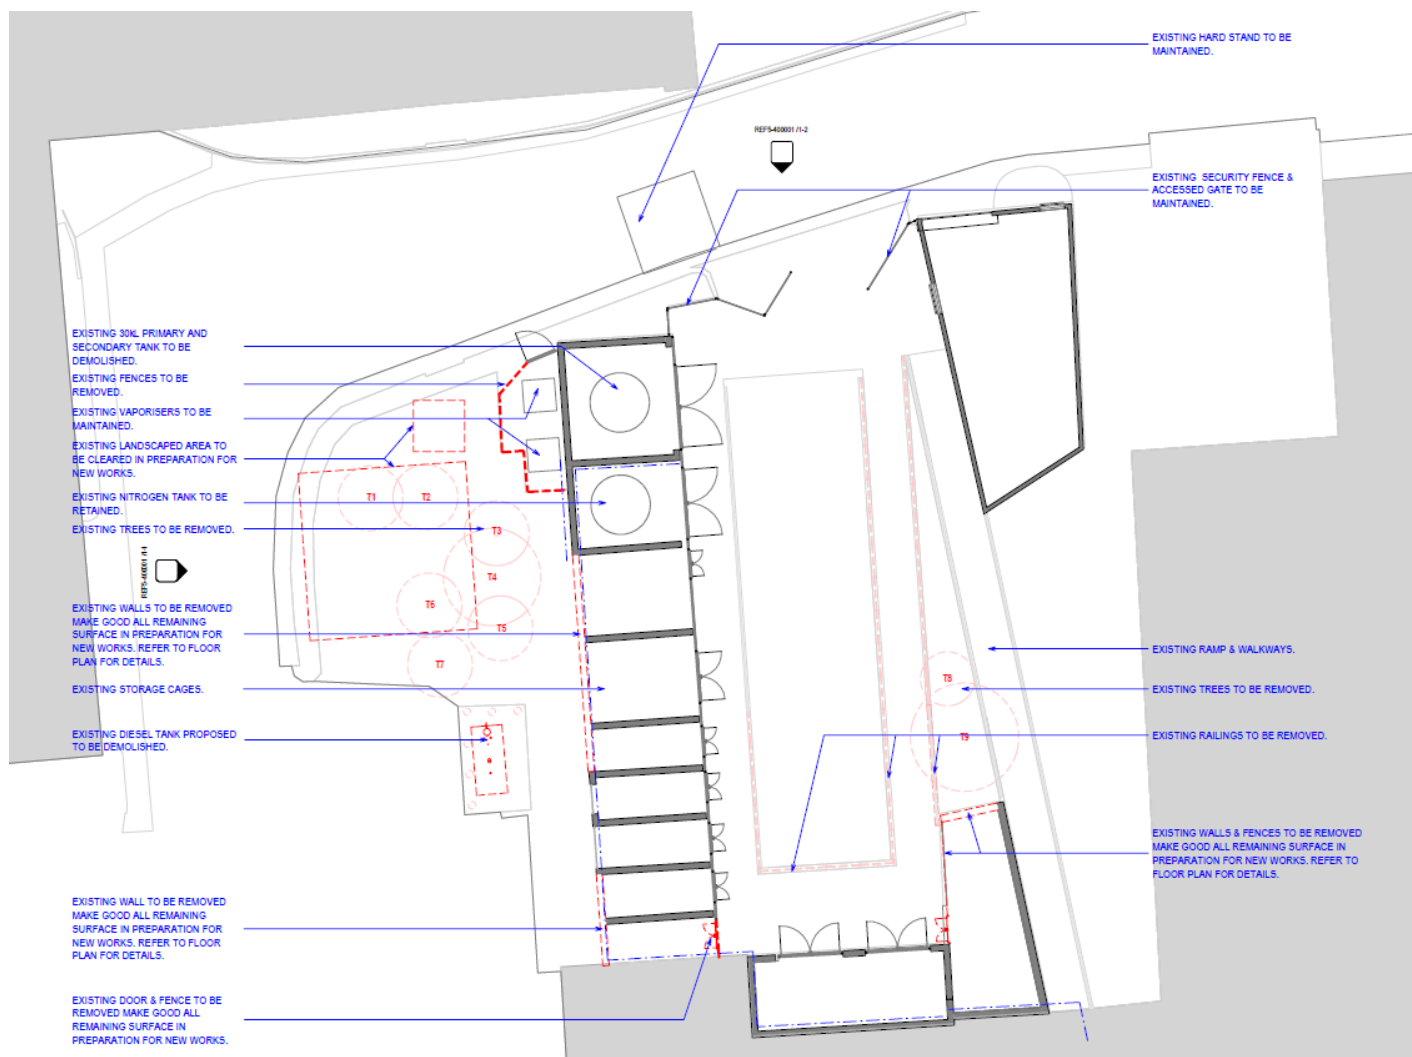 EXISTING HARD STAND TO BE
MAINTAINED.
REF5-400001 /1-2
EXISTING SECURITY FENCE &
ACCESSED GATE TO BE
MAINTAINED.
EXISTING 30kL PRIMARY AND
SECONDARY TANK TO BE
DEMOLISHED.
EXISTING FENCES TO BE
REMOVED.
EXISTING VAPORISERS TO BE
MAINTAINED.
EXISTING LANDSCAPED AREA TO
BE CLEARED IN PREPARATION FOR
NEW WORKS.
EXISTING NITROGEN TANK TO BE
RETAINED.
EXISTING TREES TO BE REMOVED.
T1
T2
T3
T4
T5
T6
T7
REF5-400001 /1-1
EXISTING WALLS TO BE REMOVED
MAKE GOOD ALL REMAINING
SURFACE IN PREPARATION FOR
NEW WORKS. REFER TO FLOOR
PLAN FOR DETAILS.
EXISTING STORAGE CAGES.
EXISTING DIESEL TANK PROPOSED
TO BE DEMOLISHED.
EXISTING WALL TO BE REMOVED
MAKE GOOD ALL REMAINING
SURFACE IN PREPARATION FOR
NEW WORKS. REFER TO FLOOR
PLAN FOR DETAILS.
EXISTING DOOR & FENCE TO BE
REMOVED MAKE GOOD ALL
REMAINING SURFACE IN
PREPARATION FOR NEW WORKS.
T8
T9
EXISTING RAMP & WALKWAYS.
EXISTING TREES TO BE REMOVED.
EXISTING RAILINGS TO BE REMOVED.
EXISTING WALLS & FENCES TO BE REMOVED
MAKE GOOD ALL REMAINING SURFACE IN
PREPARATION FOR NEW WORKS. REFER TO
FLOOR PLAN FOR DETAILS.